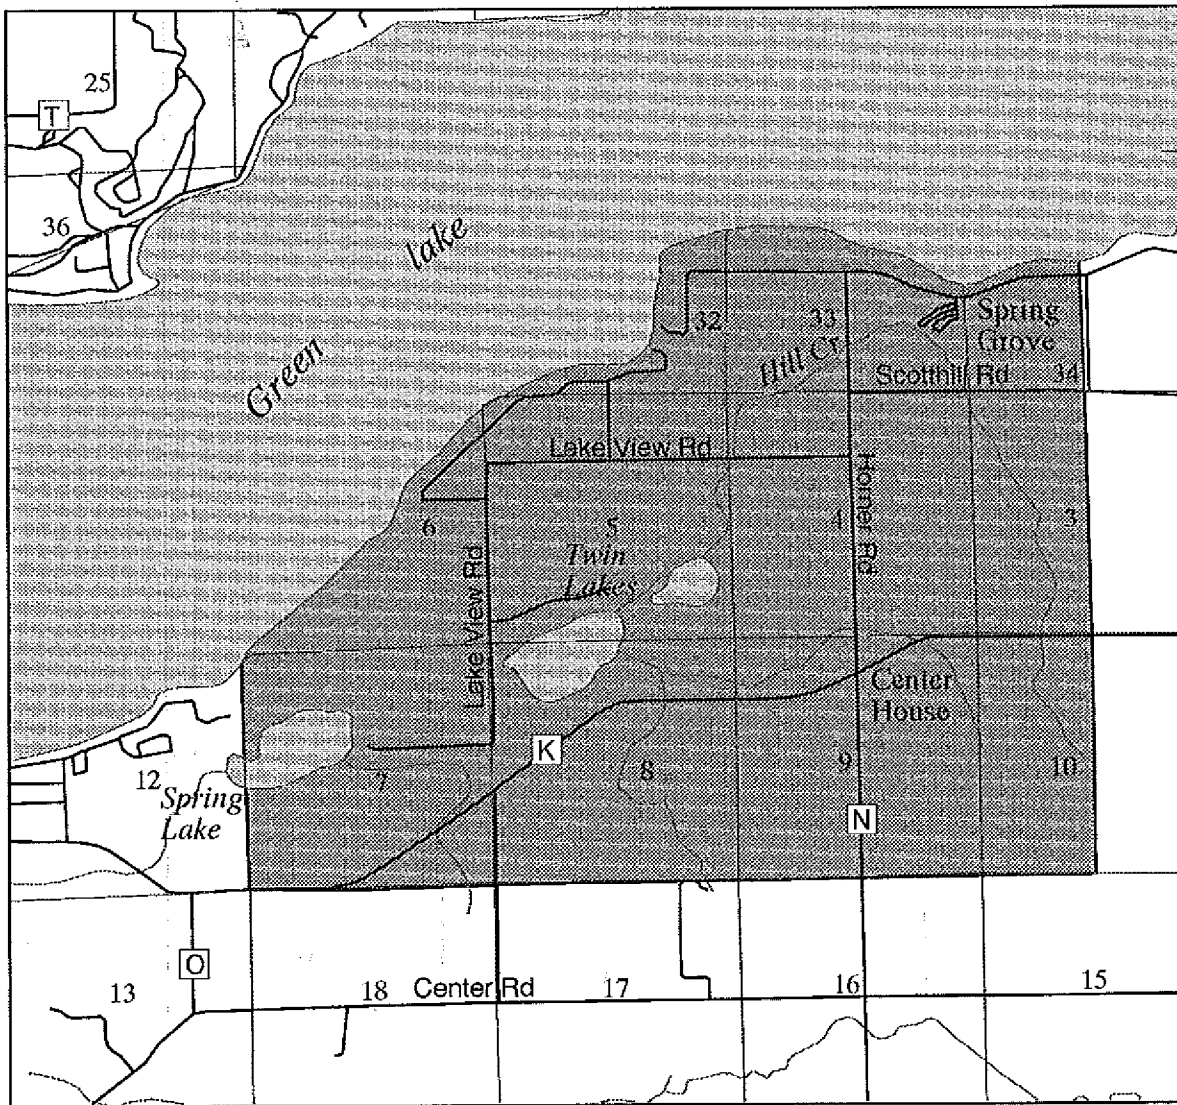 25
T
36
lake
Green
32
33
Hill Cr
Spring
Grove
Scotthill Rd
34
Lake View Rd
Horner Rd
6
5
4
3
Twin
Lakes
Lake View Rd
Center
House
K
7
8
9
10
12
Spring
Lake
N
O
13
18
Center Rd
17
16
15